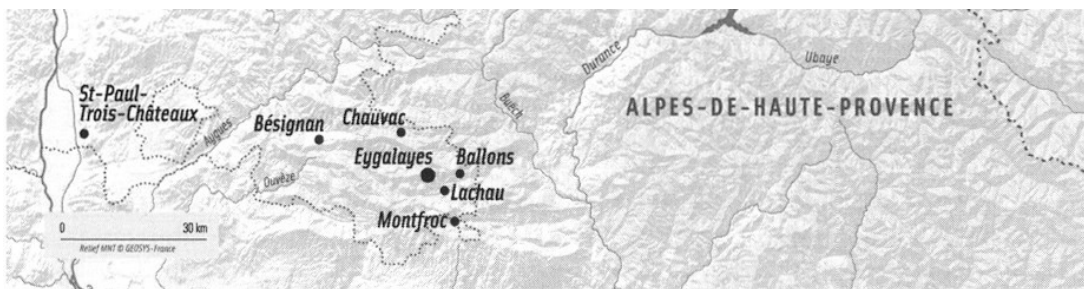 St-Paul-
Trois-Châteaux
Aygues
Bésignan
Chauvac
Buëch
Durance
Ubaye
ALPES-DE-HAUTE-PROVENCE
Eygalayes
Ballons
Ouvèze
Lachau
Montfroc
0 30 km
Relief MNT © GEOSYS-France